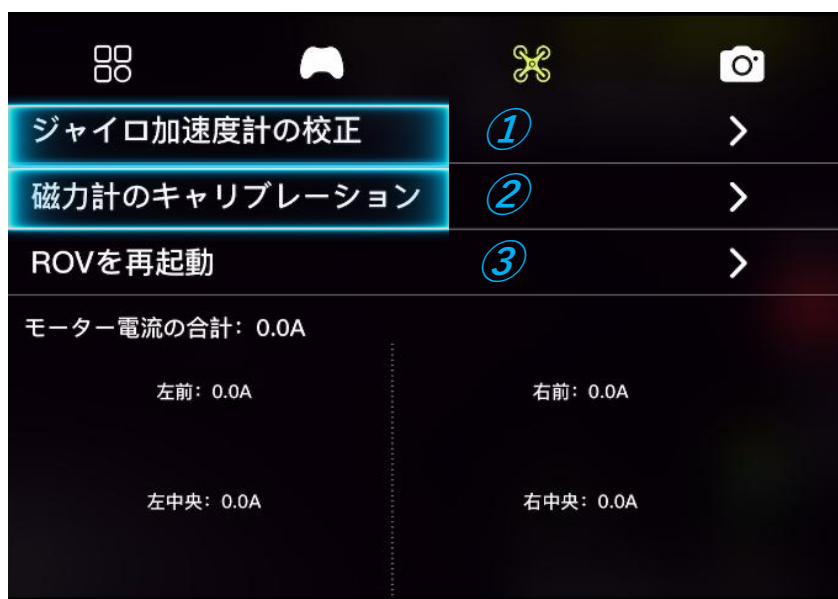 ジャイロ加速度計の校正 ①
磁力計のキャリブレーション ②
ROVを再起動 ③
モーター電流の合計：0.0A
左前：0.0A 右前：0.0A
左中央：0.0A 右中央：0.0A